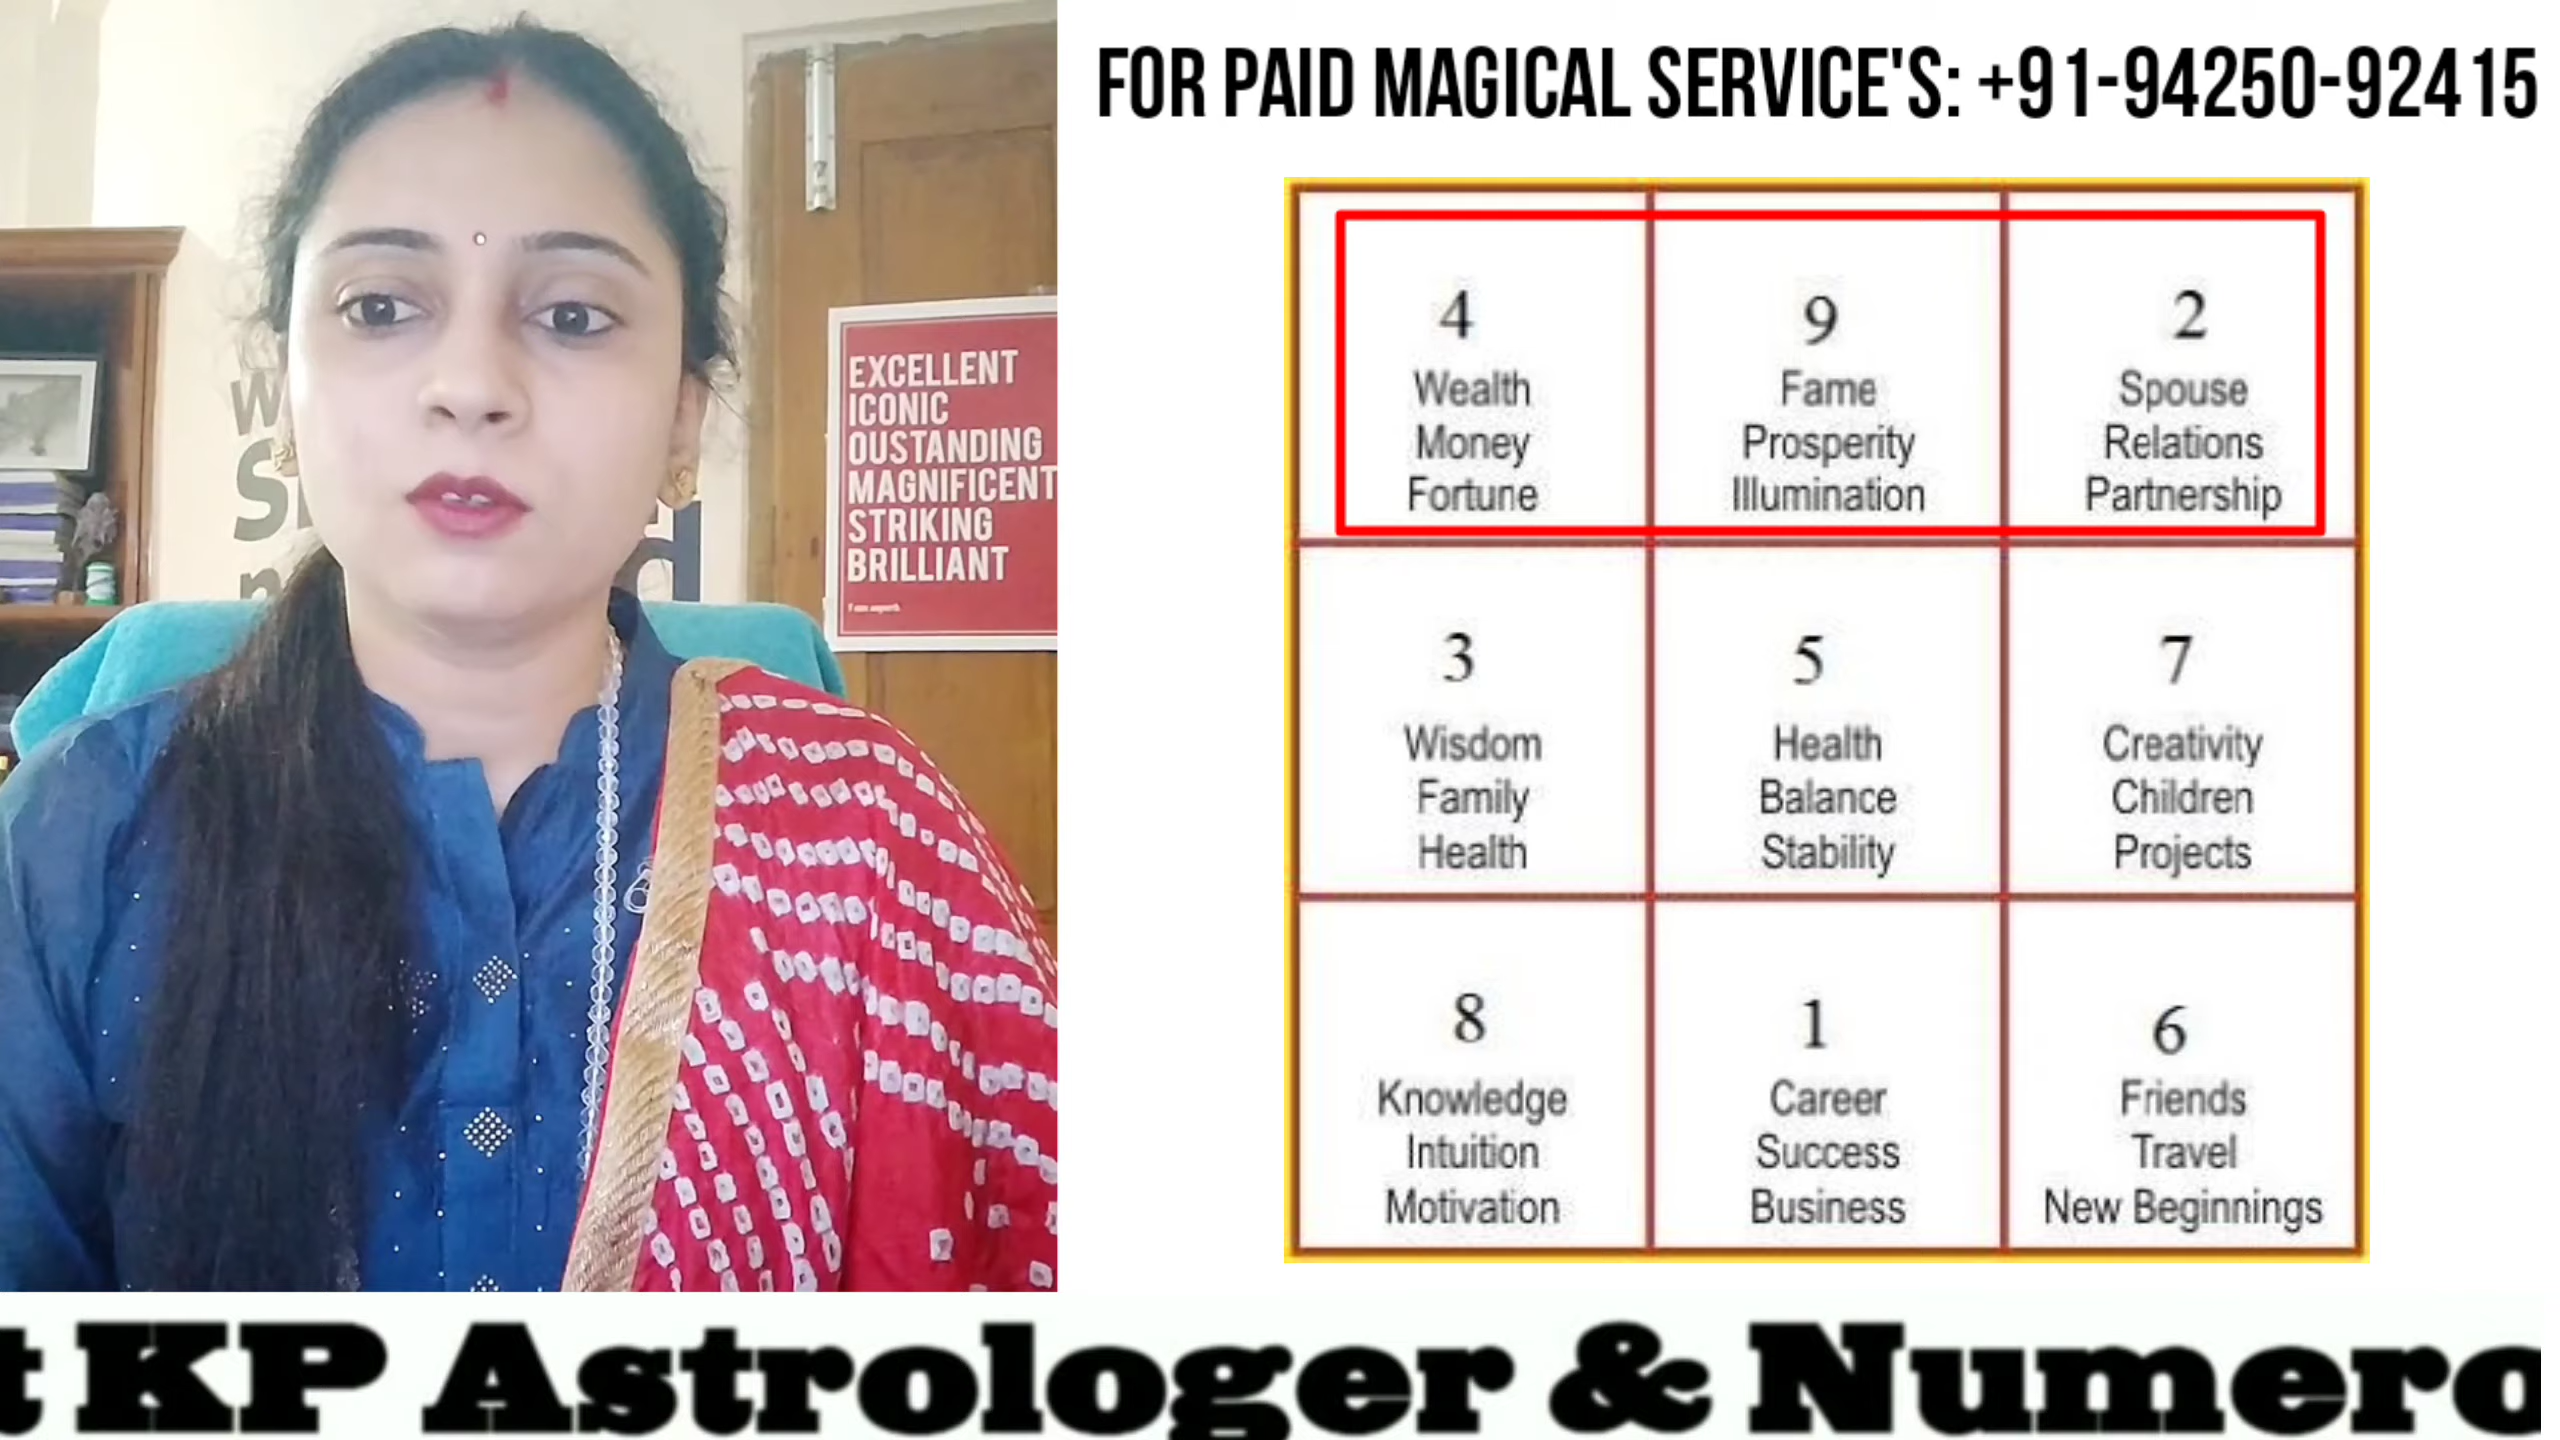 FOR PAID MAGICAL SERVICE'S: +91-94250-92415
EXCELLENT
ICONIC
OUSTANDING
MAGNIFICENT
STRIKING
BRILLIANT
4
Wealth
Money
Fortune
9
Fame
Prosperity
Illumination
2
Spouse
Relations
Partnership
3
Wisdom
Family
Health
5
Health
Balance
Stability
7
Creativity
Children
Projects
8
Knowledge
Intuition
Motivation
1
Career
Success
Business
6
Friends
Travel
New Beginnings
t KP Astrologer & Numero